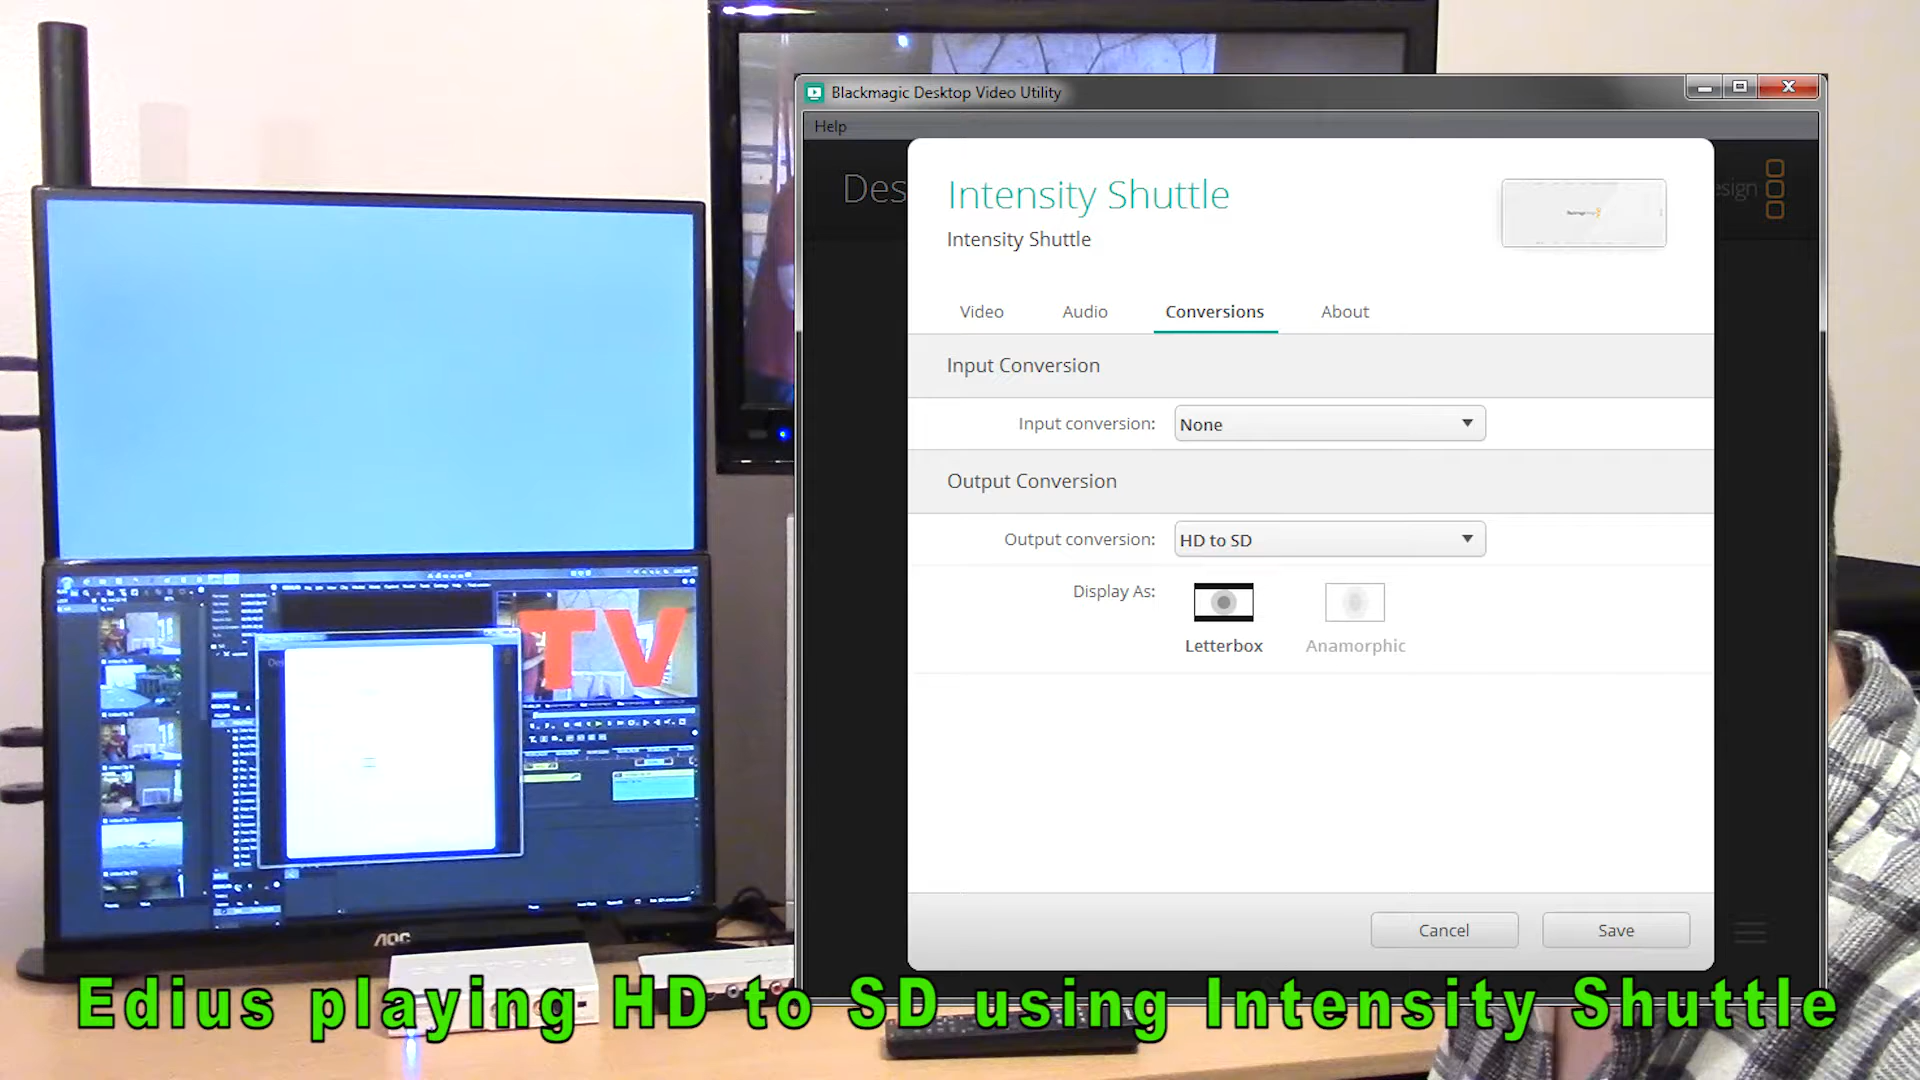 Blackmagic Desktop Video Utility
Help
Des
esign
Intensity Shuttle
Intensity Shuttle
Video Audio Conversions About
Input Conversion
Input conversion: None
Output Conversion
Output conversion: HD to SD
Display As:
Letterbox Anamorphic
Cancel Save
TV
AOC
Edius playing HD to SD using Intensity Shuttle